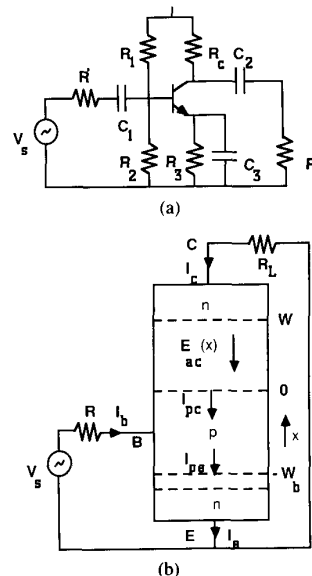 R1
Rc
C2
R'
C1
Vs
R2
R3
C3
R
(a)
C
RL
Ic
n
W
E (x)
ac
0
Ipc
R
Ib
p
x
B
Ipe
Vs
Wb
n
E
Ie
(b)